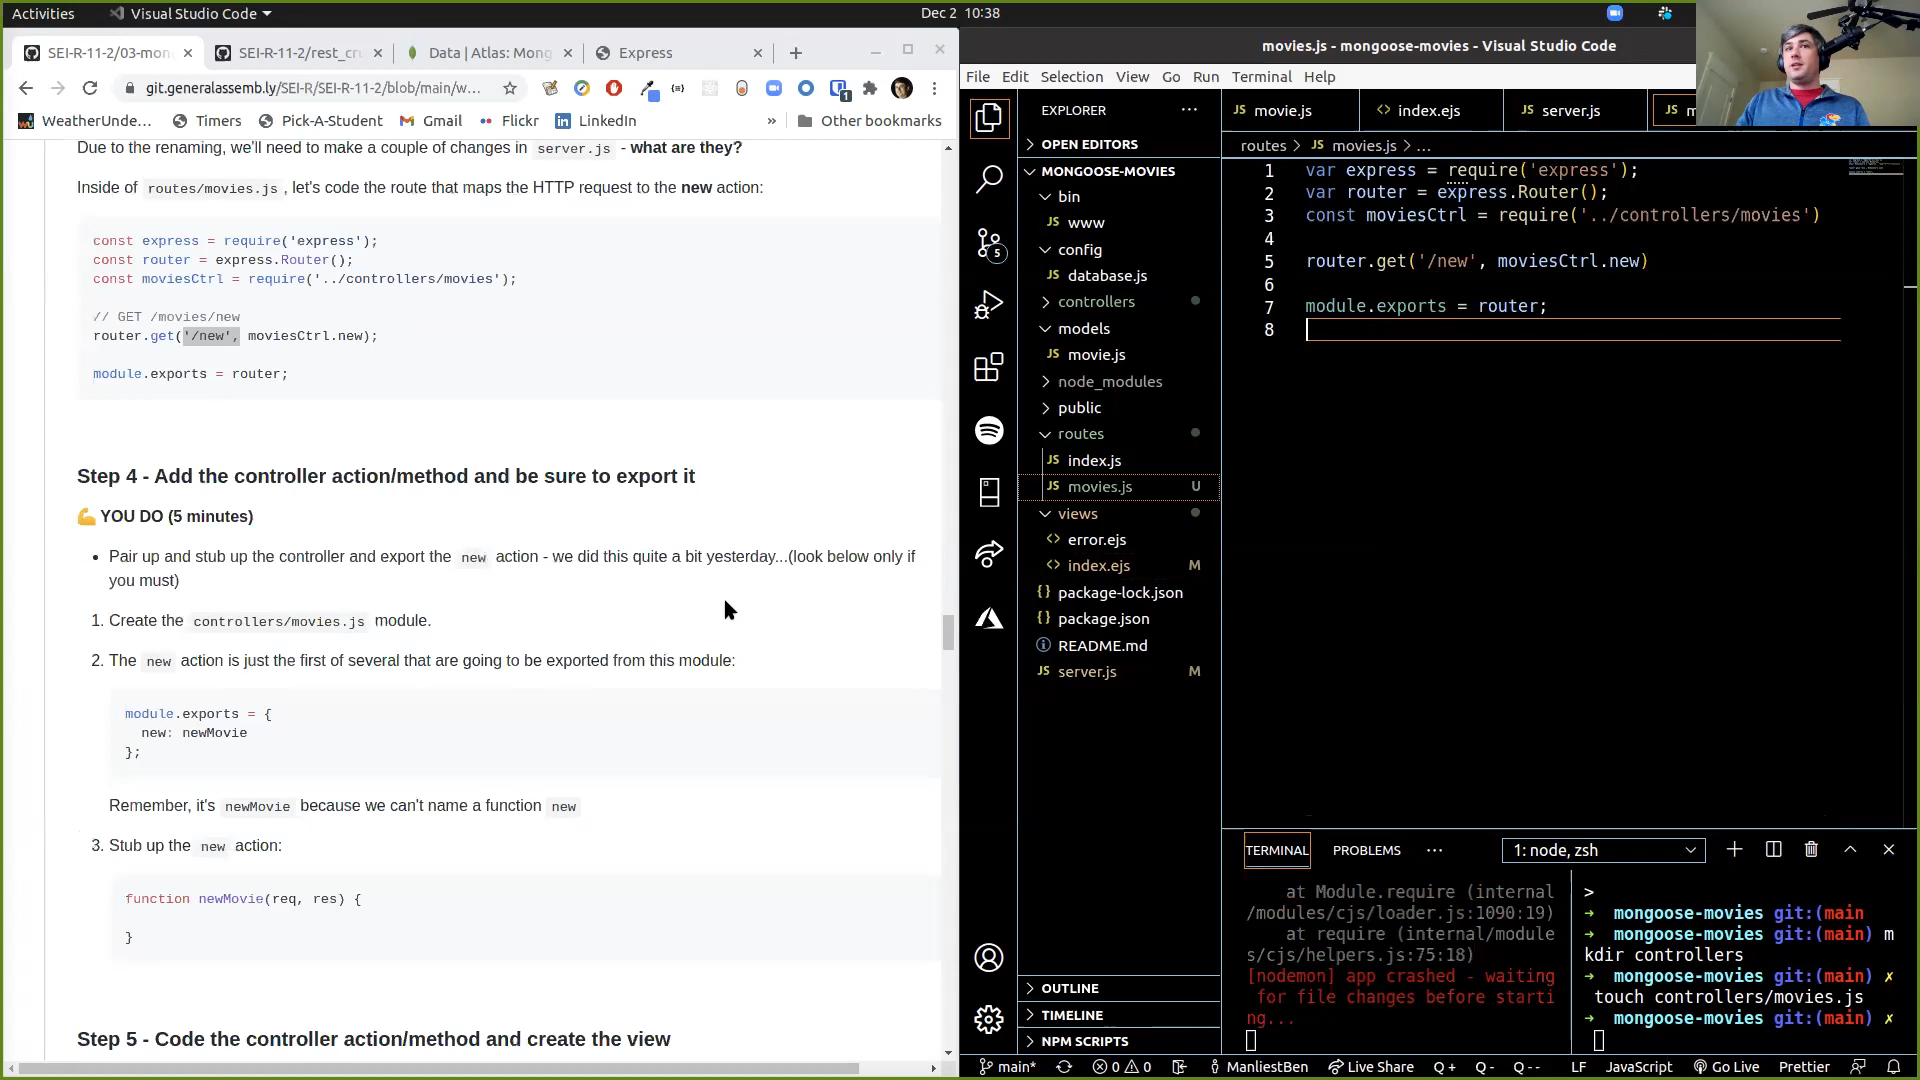 Activities
Visual Studio Code
Dec 2 10:38
SEI-R-11-2/03-mon
SEI-R-11-2/rest_cru
Data | Atlas: Mong
Express
git.generalassemb.ly/SEI-R/SEI-R-11-2/blob/main/w...
WeatherUnde...
Timers
Pick-A-Student
Gmail
Flickr
LinkedIn
»
Other bookmarks
Due to the renaming, we'll need to make a couple of changes in server.js - what are they?
Inside of routes/movies.js , let's code the route that maps the HTTP request to the new action:
const express = require('express');
const router = express.Router();
const moviesCtrl = require('../controllers/movies');
// GET /movies/new
router.get('/new', moviesCtrl.new);
module.exports = router;
Step 4 - Add the controller action/method and be sure to export it
💪 YOU DO (5 minutes)
• Pair up and stub up the controller and export the new action - we did this quite a bit yesterday...(look below only if
you must)
1. Create the controllers/movies.js module.
2. The new action is just the first of several that are going to be exported from this module:
module.exports = {
new: newMovie
};
Remember, it's newMovie because we can't name a function new
3. Stub up the new action:
function newMovie(req, res) {
}
Step 5 - Code the controller action/method and create the view
movies.js - mongoose-movies - Visual Studio Code
File Edit Selection View Go Run Terminal Help
EXPLORER
OPEN EDITORS
MONGOOSE-MOVIES
bin
www
config
JS database.js
controllers
models
JS movie.js
node_modules
public
routes
JS index.js
JS movies.js U
views
<> error.ejs
<> index.ejs M
{} package-lock.json
{} package.json
README.md
JS server.js M
OUTLINE
TIMELINE
NPM SCRIPTS
5
JS movie.js
<> index.ejs
JS server.js
JS m
routes > JS movies.js > ...
1 var express = require('express');
2 var router = express.Router();
3 const moviesCtrl = require('../controllers/movies')
4
5 router.get('/new', moviesCtrl.new)
6
7 module.exports = router;
8
TERMINAL PROBLEMS ...
1: node, zsh
at Module.require (internal
/modules/cjs/loader.js:1090:19)
at require (internal/module
s/cjs/helpers.js:75:18)
[nodemon] app crashed - waiting
for file changes before starti
ng...
>
➜ mongoose-movies git:(main
➜ mongoose-movies git:(main) m
kdir controllers
➜ mongoose-movies git:(main) ✗
touch controllers/movies.js
➜ mongoose-movies git:(main) ✗
main*
0 0
ManliestBen
Live Share
Q +
Q -
Q --
LF
JavaScript
Go Live
Prettier